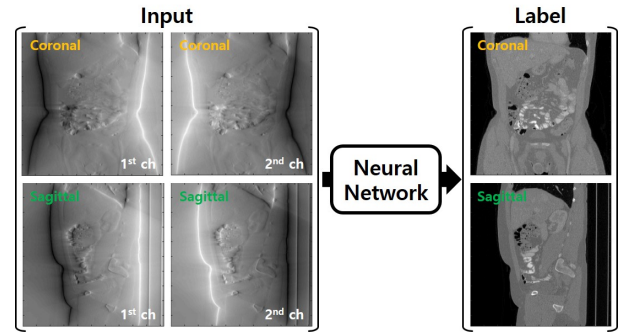 Input
Label
Coronal
1st ch
Coronal
2nd ch
Coronal
Neural
Network
Sagittal
1st ch
Sagittal
2nd ch
Sagittal